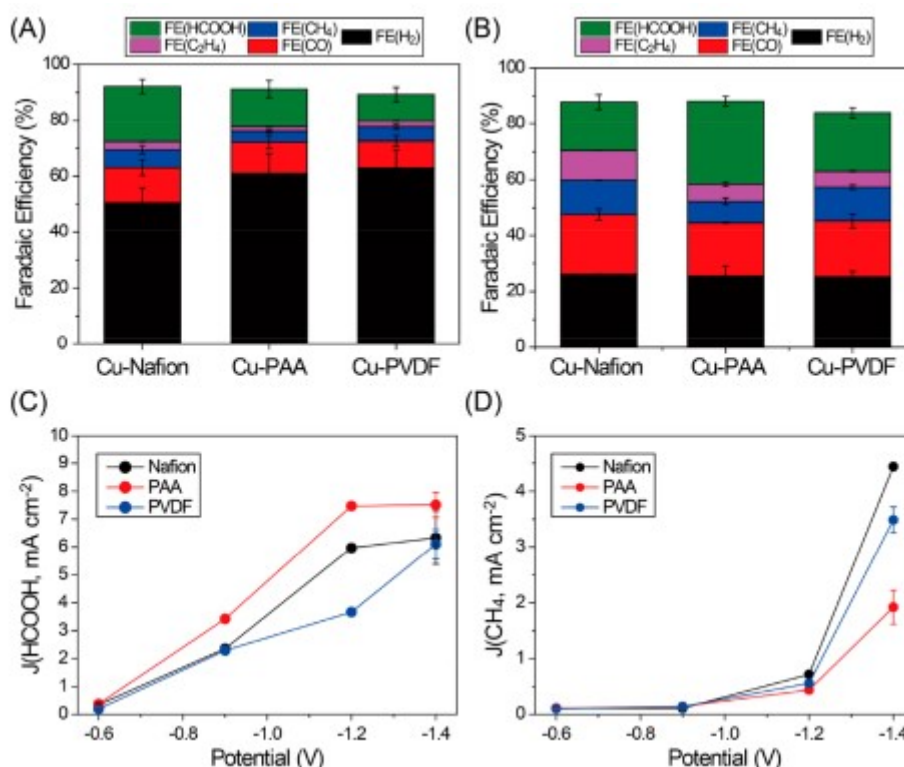 (A)
FE(HCOOH) FE(CH₄) FE(H₂)
FE(C₂H₄) FE(CO)
Faradaic Efficiency (%)
100
80
60
40
20
0
Cu-Nafion Cu-PAA Cu-PVDF
(B)
FE(HCOOH) FE(CH₄) FE(H₂)
FE(C₂H₄) FE(CO)
Faradaic Efficiency (%)
100
80
60
40
20
0
Cu-Nafion Cu-PAA Cu-PVDF
(C)
J(HCOOH, mA cm⁻²)
10
9
8
7
6
5
4
3
2
1
0
Nafion
PAA
PVDF
-0.6 -0.8 -1.0 -1.2 -1.4
Potential (V)
(D)
J(CH₄, mA cm⁻²)
5
4
3
2
1
0
Nafion
PAA
PVDF
-0.6 -0.8 -1.0 -1.2 -1.4
Potential (V)